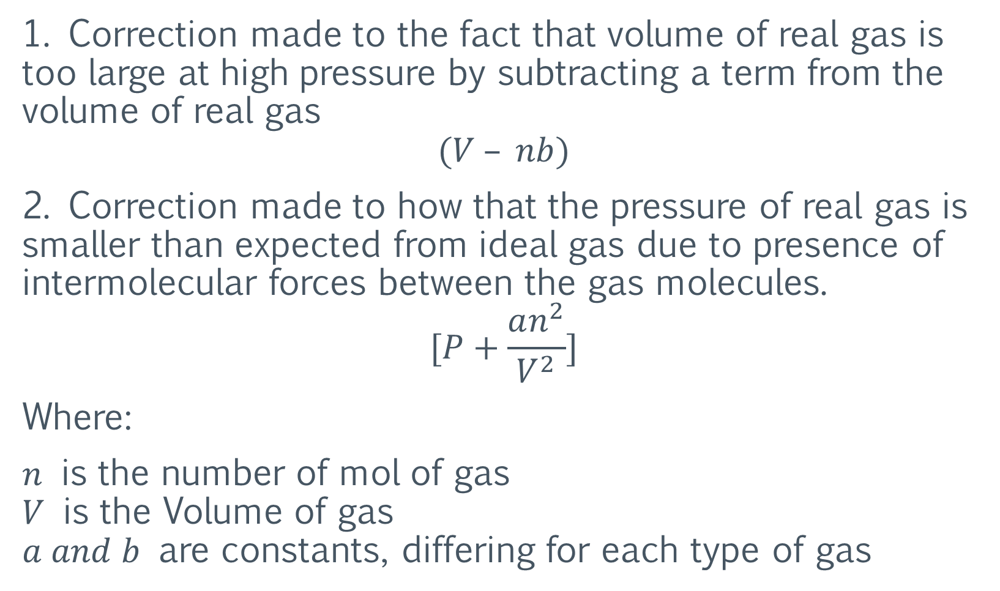 1. Correction made to the fact that volume of real gas is
too large at high pressure by subtracting a term from the
volume of real gas
(V – nb)
2. Correction made to how that the pressure of real gas is
smaller than expected from ideal gas due to presence of
intermolecular forces between the gas molecules.
[P + an²/V²]
Where:
n is the number of mol of gas
V is the Volume of gas
a and b are constants, differing for each type of gas